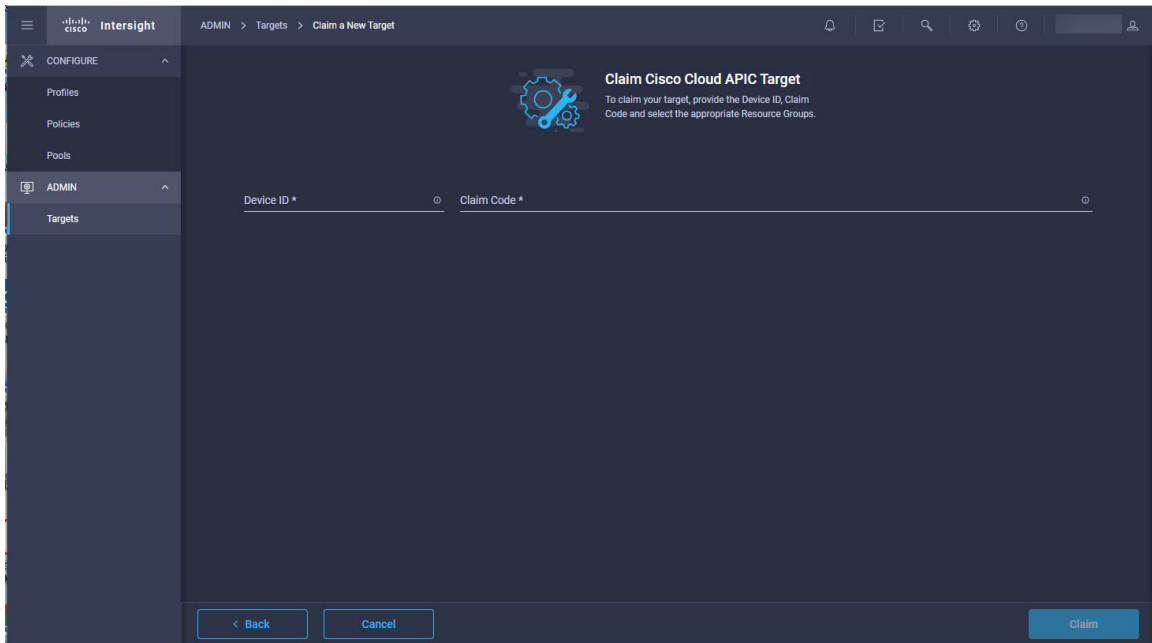 cisco Intersight
ADMIN > Targets > Claim a New Target
CONFIGURE
Profiles
Policies
Pools
ADMIN
Targets
Claim Cisco Cloud APIC Target
To claim your target, provide the Device ID, Claim
Code and select the appropriate Resource Groups.
Device ID *
Claim Code *
< Back
Cancel
Claim